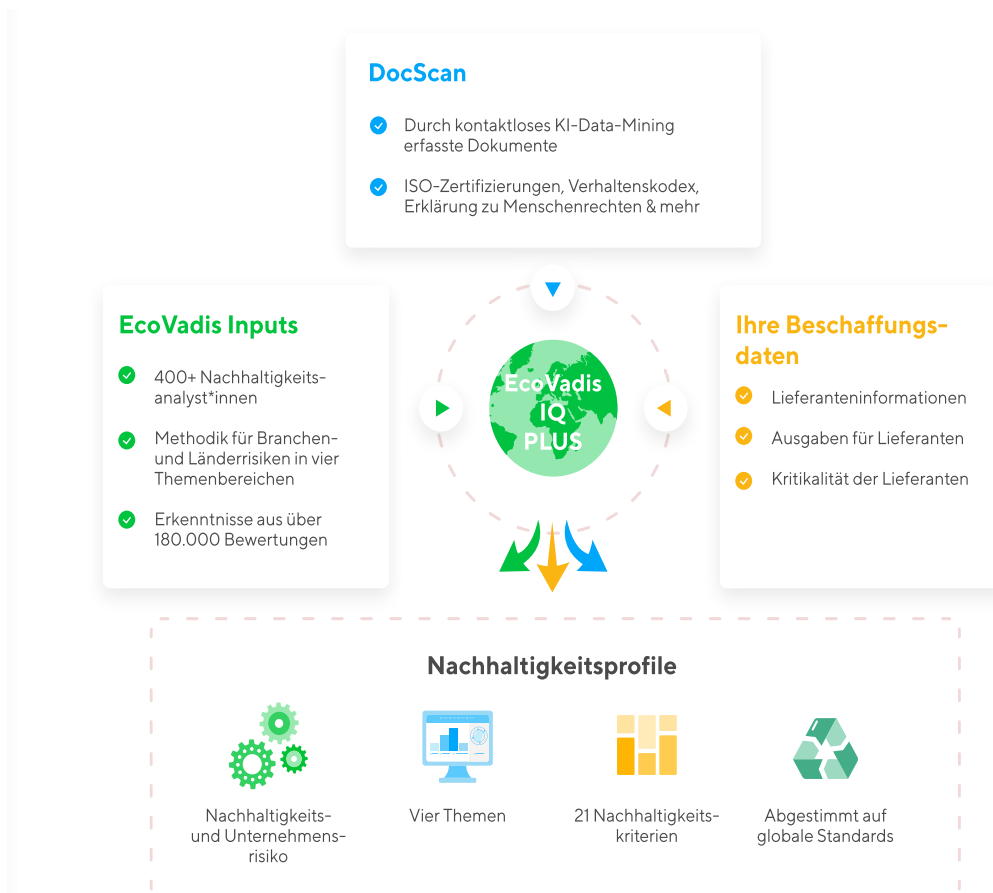 DocScan
Durch kontaktloses KI-Data-Mining
erfasste Dokumente
ISO-Zertifizierungen, Verhaltenskodex,
Erklärung zu Menschenrechten & mehr
EcoVadis Inputs
400+ Nachhaltigkeits-
analyst*innen
Methodik für Branchen-
und Länderrisiken in vier
Themenbereichen
Erkenntnisse aus über
180.000 Bewertungen
EcoVadis
IQ
PLUS
Ihre Beschaffungs-
daten
Lieferanteninformationen
Ausgaben für Lieferanten
Kritikalität der Lieferanten
Nachhaltigkeitsprofile
Nachhaltigkeits-
und Unternehmens-
risiko
Vier Themen
21 Nachhaltigkeits-
kriterien
Abgestimmt auf
globale Standards